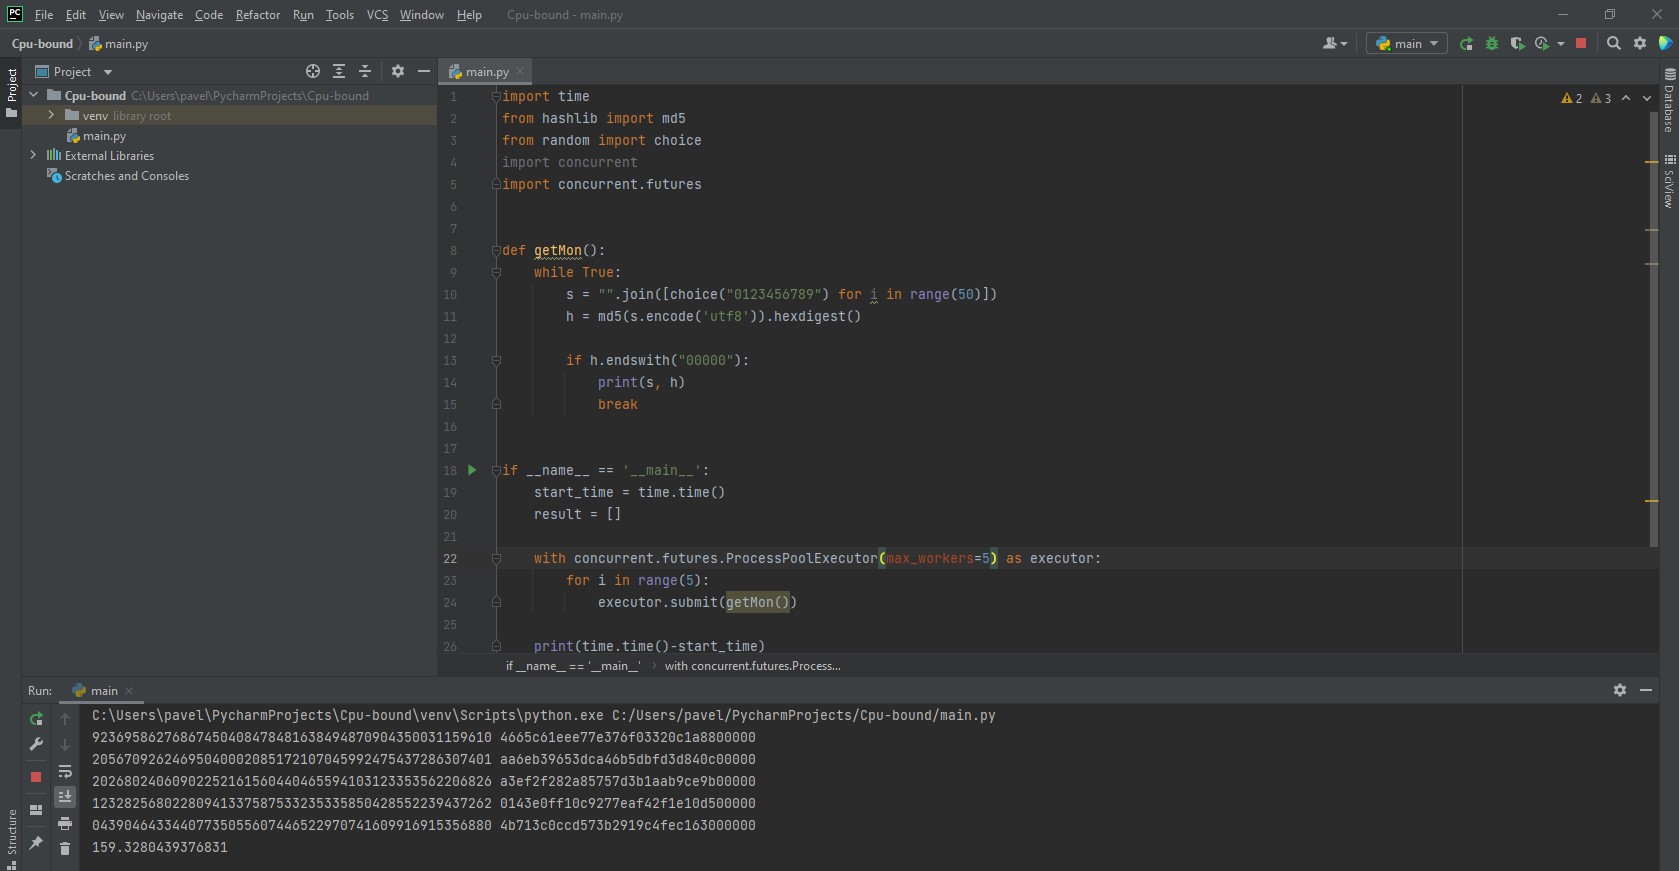 PC File Edit View Navigate Code Refactor Run Tools VCS Window Help Cpu-bound - main.py
Cpu-bound main.py main
Project main.py
Project
Cpu-bound C:\Users\pavel\PycharmProjects\Cpu-bound
venv library root
main.py
External Libraries
Scratches and Consoles
1 import time
2 from hashlib import md5
3 from random import choice
4 import concurrent
5 import concurrent.futures
6
7
8 def getMon():
9 while True:
10 s = "".join([choice("0123456789") for i in range(50)])
11 h = md5(s.encode('utf8')).hexdigest()
12
13 if h.endswith("00000"):
14 print(s, h)
15 break
16
17
18 if __name__ == '__main__':
19 start_time = time.time()
20 result = []
21
22 with concurrent.futures.ProcessPoolExecutor(max_workers=5) as executor:
23 for i in range(5):
24 executor.submit(getMon())
25
26 print(time.time()-start_time)
2 3
Database
SciView
if __name__ == '__main__' with concurrent.futures.Process...
Run: main
C:\Users\pavel\PycharmProjects\Cpu-bound\venv\Scripts\python.exe C:/Users/pavel/PycharmProjects/Cpu-bound/main.py
92369586276867450408478481638494870904350031159610 4665c61eee77e376f03320c1a8800000
20567092624695040002085172107045992475437286307401 aa6eb39653dca46b5dbfd3d840c00000
20268024060902252161560440465594103123353562206826 a3ef2f282a85757d3b1aab9ce9b00000
12328256802280941337587533235335850428552239437262 0143e0ff10c9277eaf42f1e10d500000
04390464334407735055607446522970741609916915356880 4b713c0ccd573b2919c4fec163000000
159.3280439376831
Structure